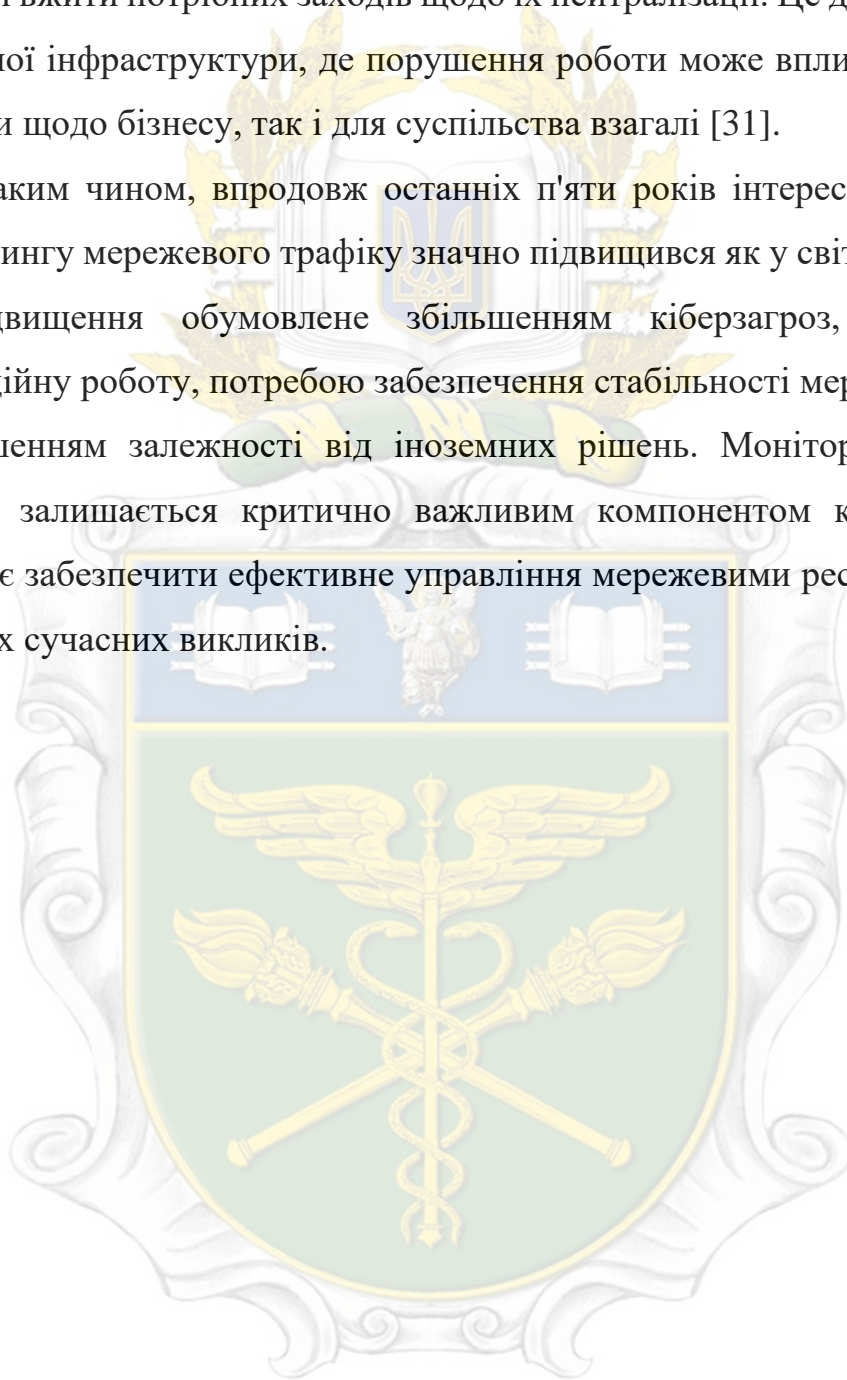 вжити потрібних заходів щодо їх нейтралізації. Це д
ої інфраструктури, де порушення роботи може впли
и щодо бізнесу, так і для суспільства взагалі [31].
аким чином, впродовж останніх п'яти років інтерес
ингу мережевого трафіку значно підвищився як у світ
двищення обумовлене збільшенням кіберзагроз,
ційну роботу, потребою забезпечення стабільності мер
шенням залежності від іноземних рішень. Монітор
залишається критично важливим компонентом к
є забезпечити ефективне управління мережевими рес
х сучасних викликів.